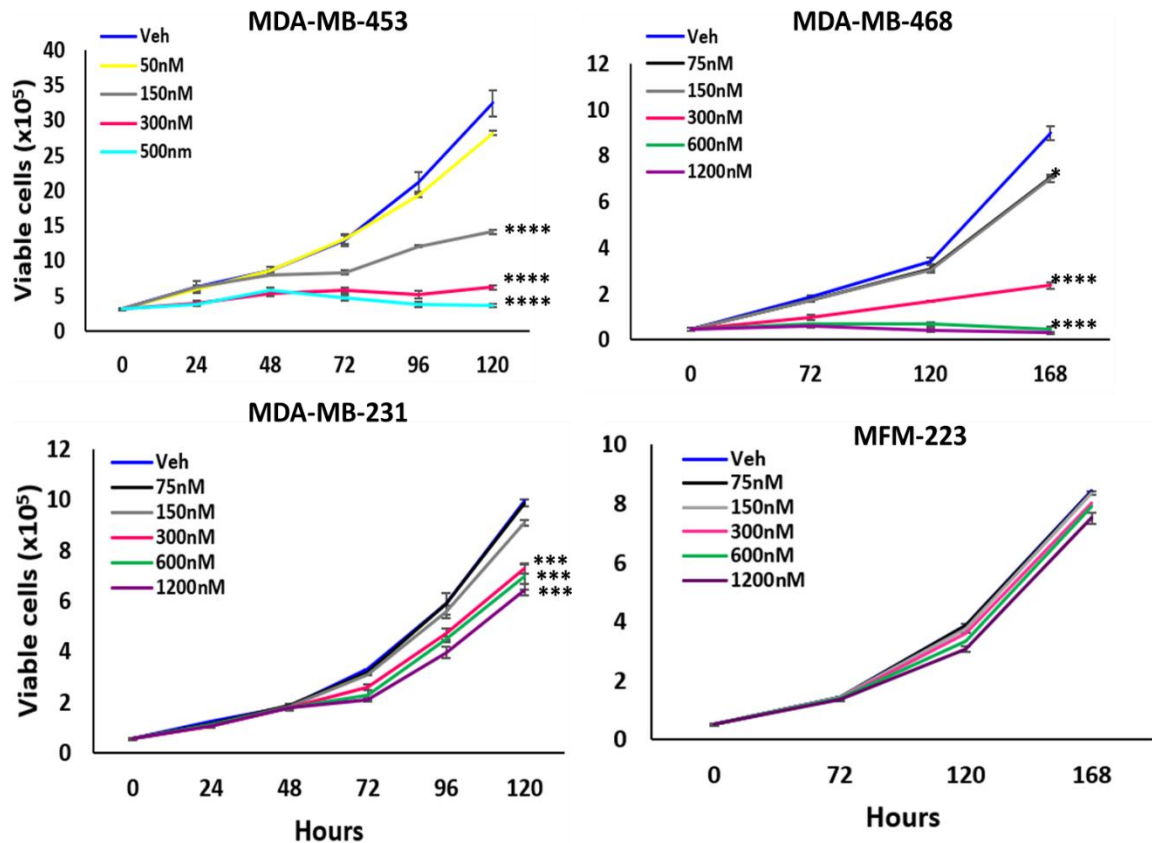 MDA-MB-453
Viable cells (x10⁵)
40
35
30
25
20
15
10
5
0
Veh
50nM
150nM
300nM
500nm
****
****
****
0 24 48 72 96 120
MDA-MB-468
12
10
8
6
4
2
0
Veh
75nM
150nM
300nM
600nM
1200nM
*
****
****
0 72 120 168
MDA-MB-231
Viable cells (x10⁵)
12
10
8
6
4
2
0
Veh
75nM
150nM
300nM
600nM
1200nM
***
***
***
0 24 48 72 96 120
Hours
MFM-223
10
8
6
4
2
0
Veh
75nM
150nM
300nM
600nM
1200nM
0 72 120 168
Hours